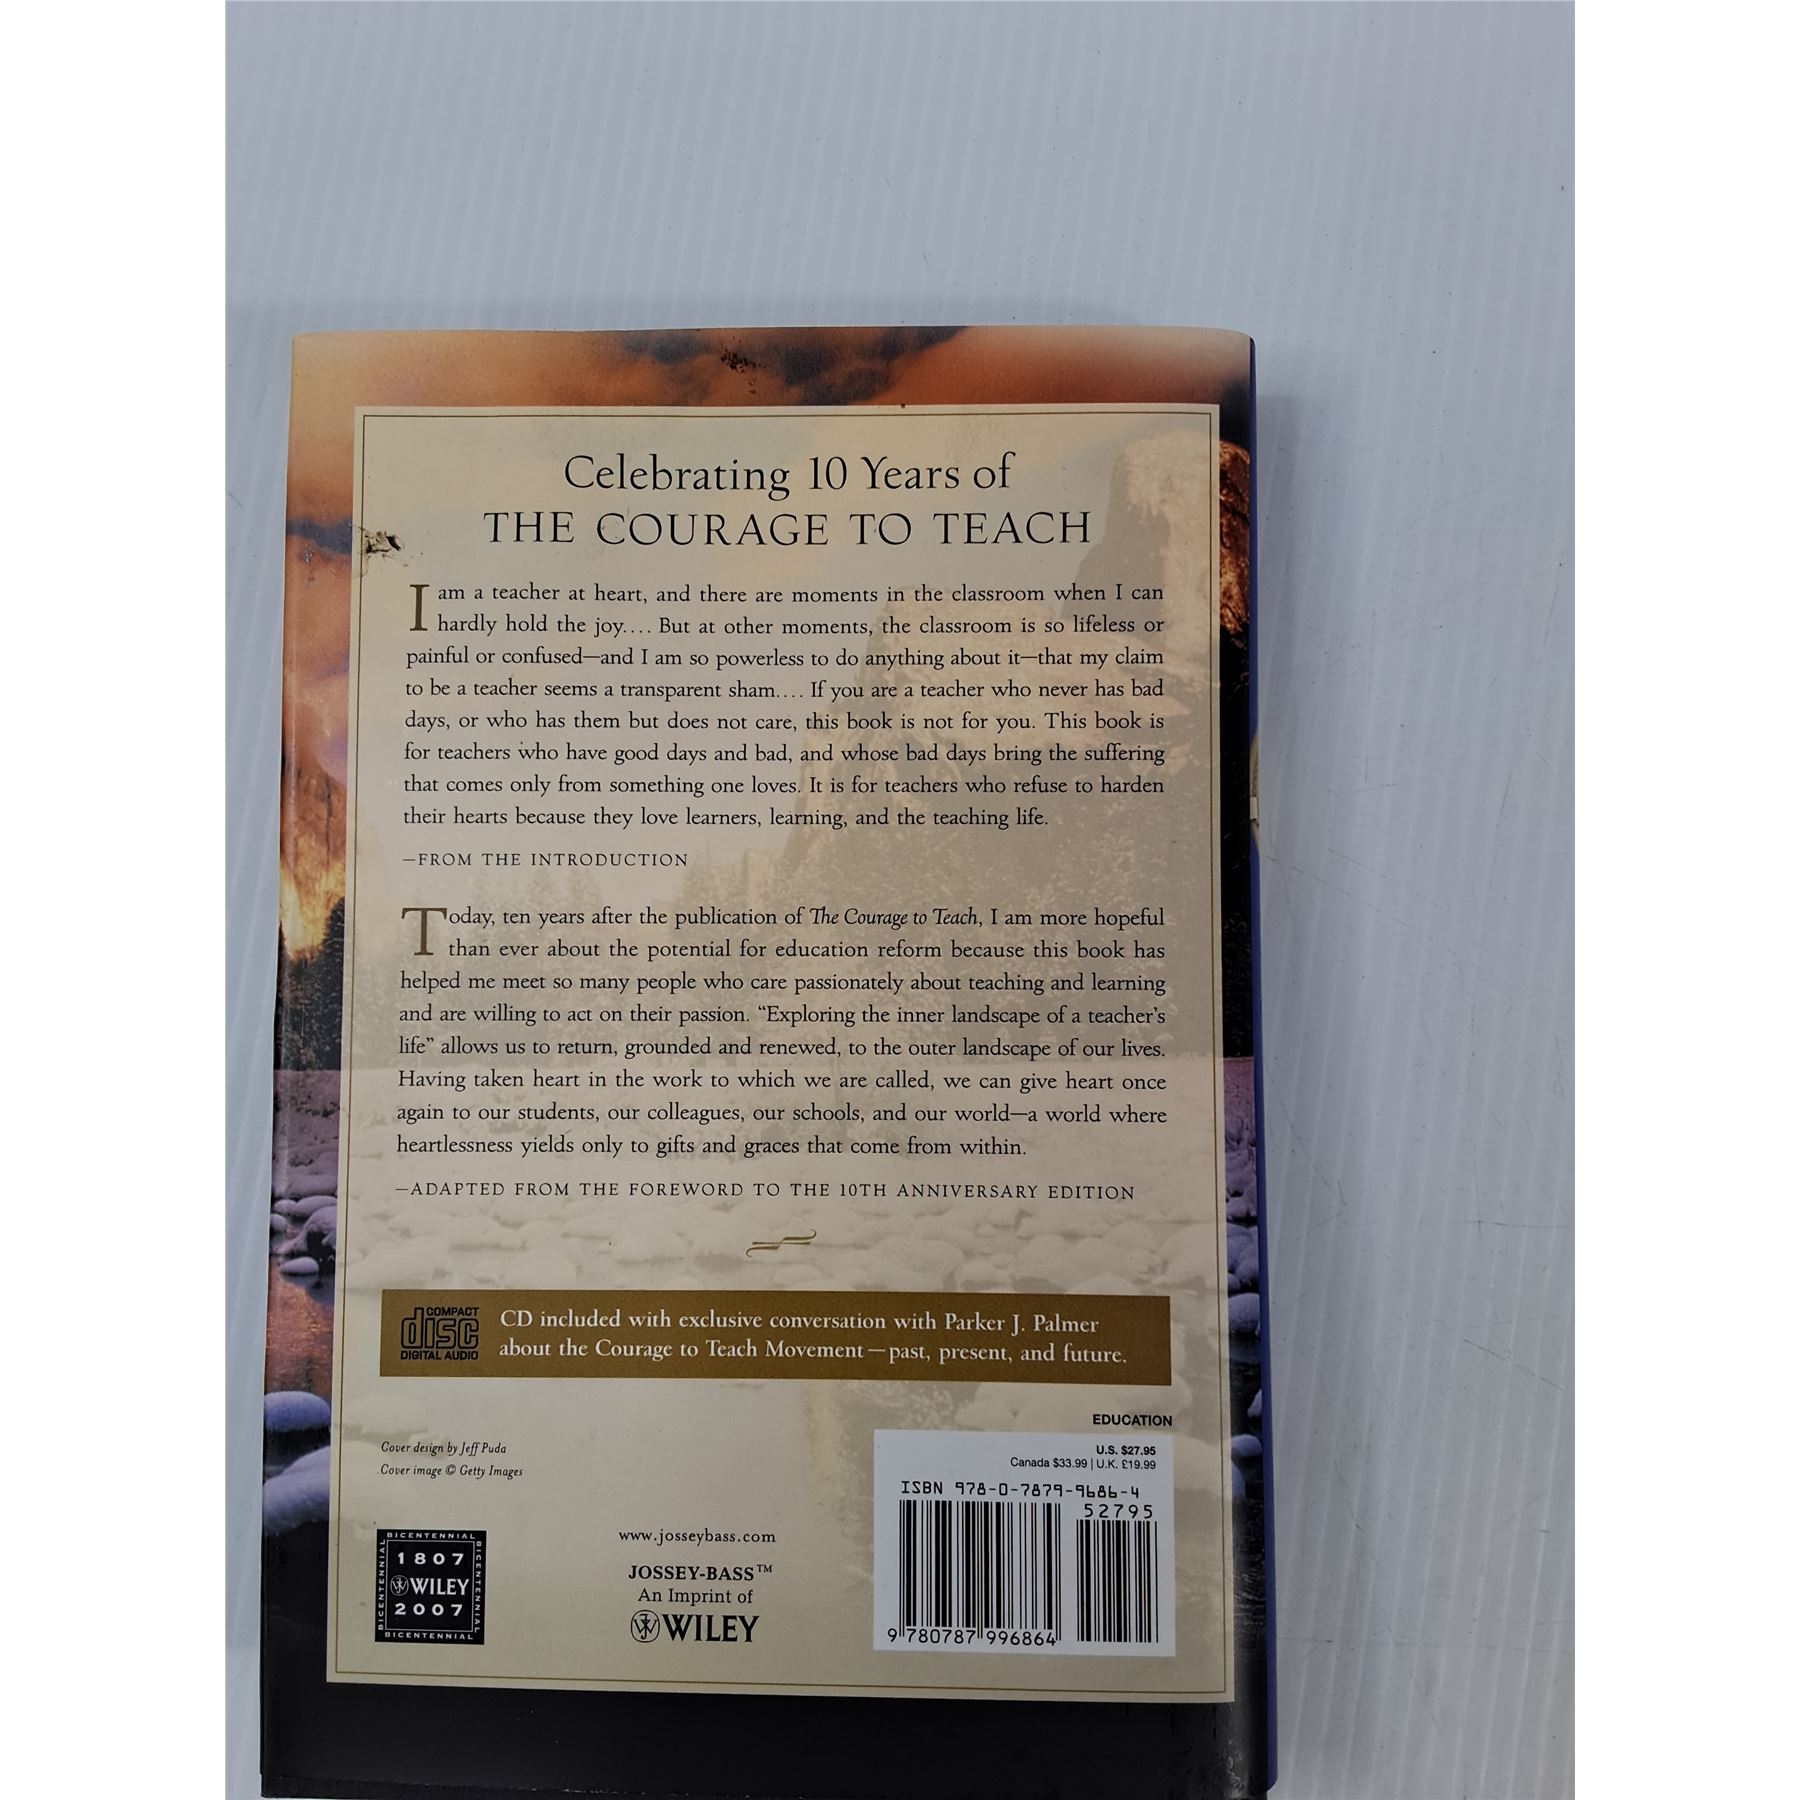 Celebrating 10 Years of
THE COURAGE TO TEACH
I am a teacher at heart, and there are moments in the classroom when I can
hardly hold the joy.... But at other moments, the classroom is so lifeless or
painful or confused—and I am so powerless to do anything about it—that my claim
to be a teacher seems a transparent sham.... If you are a teacher who never has bad
days, or who has them but does not care, this book is not for you. This book is
for teachers who have good days and bad, and whose bad days bring the suffering
that comes only from something one loves. It is for teachers who refuse to harden
their hearts because they love learners, learning, and the teaching life.
—FROM THE INTRODUCTION
Today, ten years after the publication of The Courage to Teach, I am more hopeful
than ever about the potential for education reform because this book has
helped me meet so many people who care passionately about teaching and learning
and are willing to act on their passion. “Exploring the inner landscape of a teacher’s
life” allows us to return, grounded and renewed, to the outer landscape of our lives.
Having taken heart in the work to which we are called, we can give heart once
again to our students, our colleagues, our schools, and our world—a world where
heartlessness yields only to gifts and graces that come from within.
—ADAPTED FROM THE FOREWORD TO THE 10TH ANNIVERSARY EDITION
COMPACT
disc
DIGITAL AUDIO
CD included with exclusive conversation with Parker J. Palmer
about the Courage to Teach Movement—past, present, and future.
EDUCATION
Cover design by Jeff Puda
Cover image © Getty Images
U.S. $27.95
Canada $33.99 | U.K. £19.99
ISBN 978-0-7879-9686-4
52795
9 780787 996864
BICENTENNIAL
1807
WILEY
2007
BICENTENNIAL
BICENTENNIAL
BICENTENNIAL
www.josseybass.com
JOSSEY-BASS™
An Imprint of
WILEY